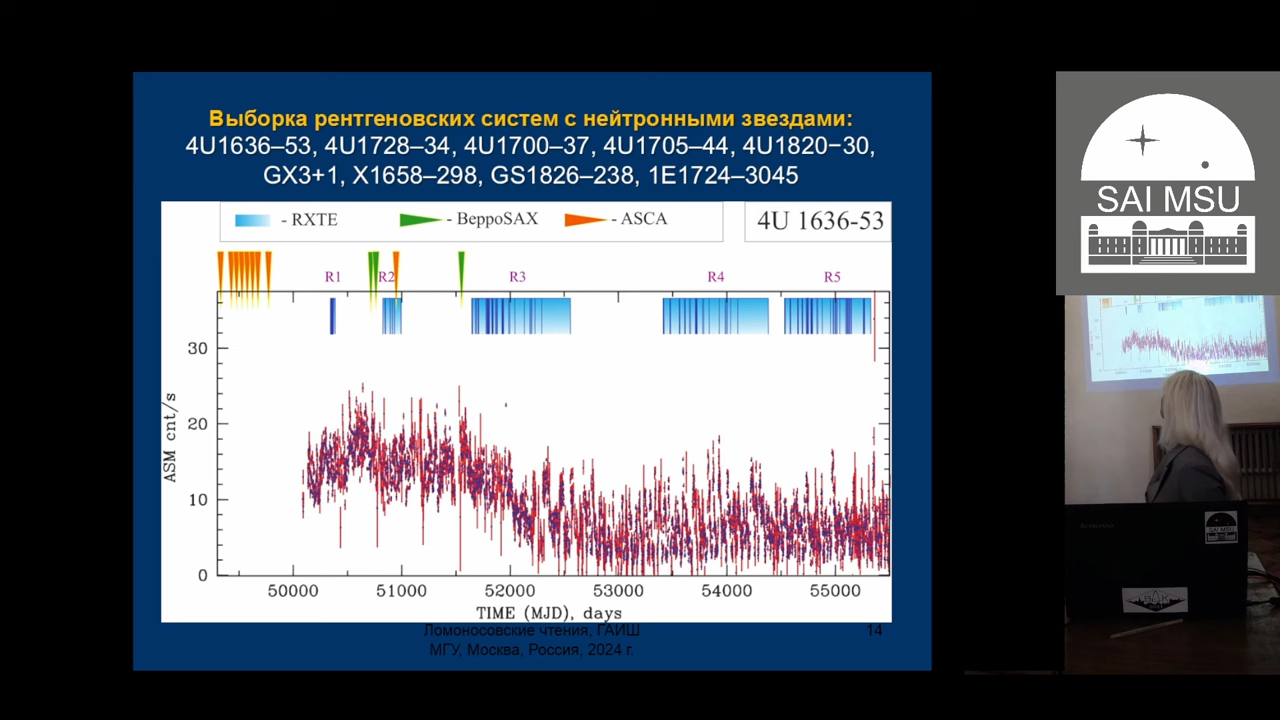 Выборка рентгеновских систем с нейтронными звездами:
4U1636–53, 4U1728–34, 4U1700–37, 4U1705–44, 4U1820−30,
GX3+1, X1658–298, GS1826–238, 1E1724–3045
- RXTE
- BeppoSAX
- ASCA
4U 1636-53
R1
R2
R3
R4
R5
30
20
10
0
ASM cnt/s
50000
51000
52000
53000
54000
55000
TIME (MJD), days
Ломоносовские чтения, ГАИШ
МГУ, Москва, Россия, 2024 г.
14
SAI MSU
SAI MSU